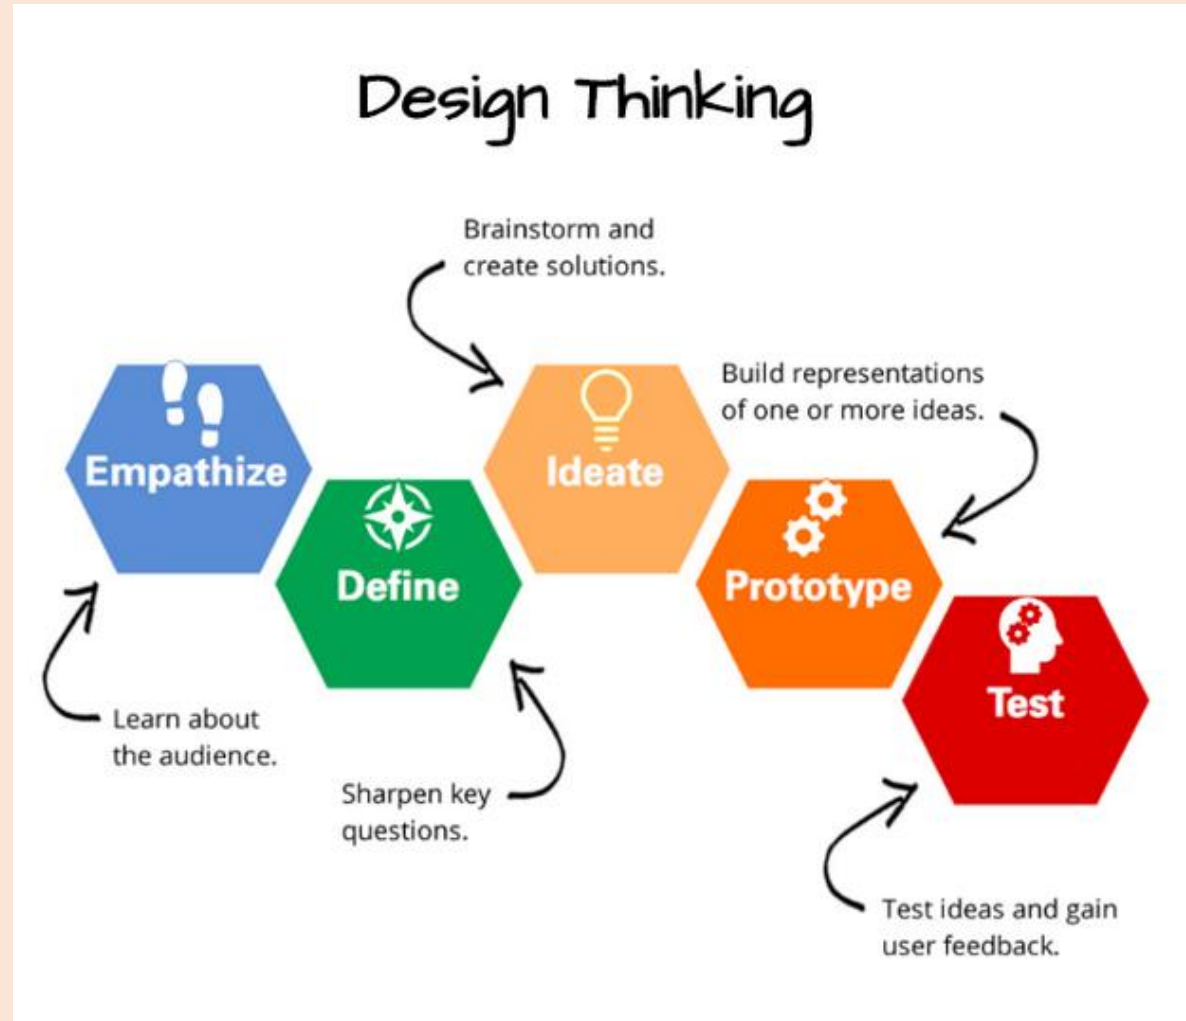 Design Thinking
Brainstorm and
create solutions.
Build representations
of one or more ideas.
Empathize
Define
Ideate
Prototype
Test
Learn about
the audience.
Sharpen key
questions.
Test ideas and gain
user feedback.